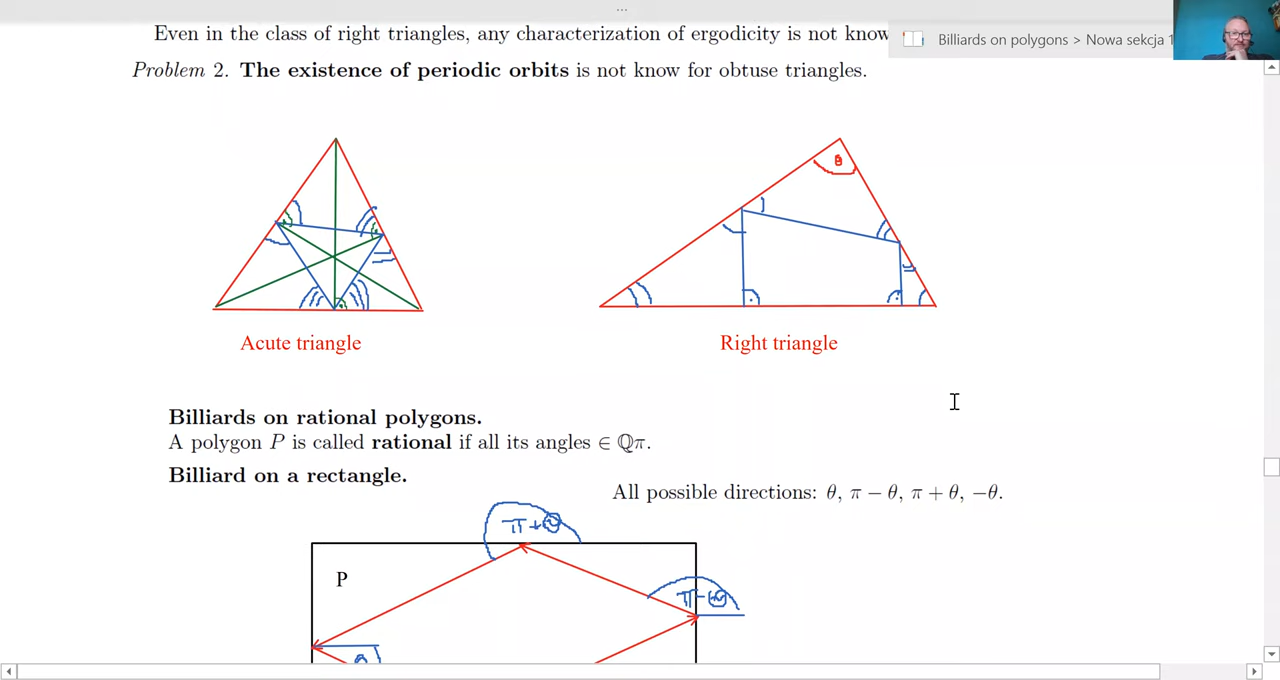 ...
Even in the class of right triangles, any characterization of ergodicity is not know
Billiards on polygons > Nowa sekcja 1
Problem 2. The existence of periodic orbits is not know for obtuse triangles.
θ
Acute triangle
Right triangle
Billiards on rational polygons.
A polygon P is called rational if all its angles ∈ ℚπ.
Billiard on a rectangle.
All possible directions: θ, π − θ, π + θ, −θ.
π+θ
P
π-θ